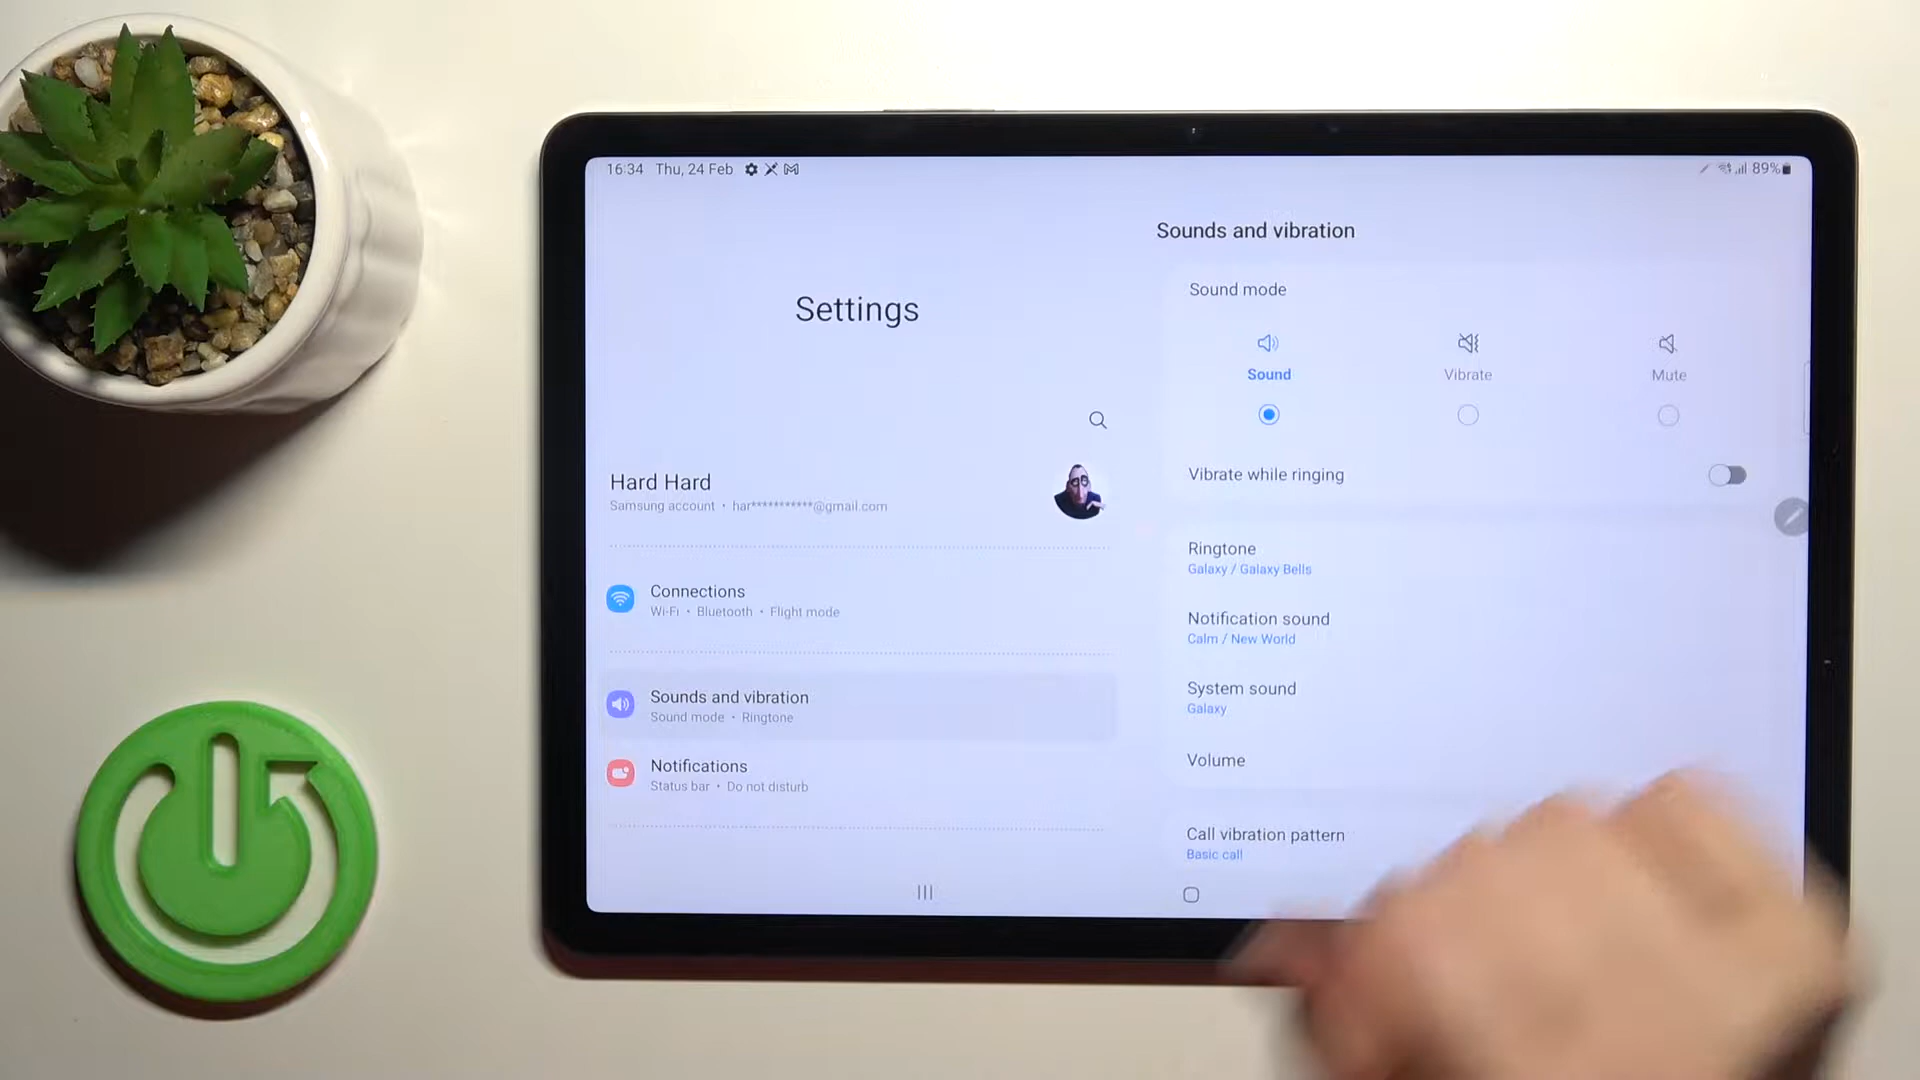 16:34 Thu, 24 Feb
89%
Settings
Hard Hard
Samsung account • har***********@gmail.com
Connections
Wi-Fi • Bluetooth • Flight mode
Sounds and vibration
Sound mode • Ringtone
Notifications
Status bar • Do not disturb
Sounds and vibration
Sound mode
Sound
Vibrate
Mute
Vibrate while ringing
Ringtone
Galaxy / Galaxy Bells
Notification sound
Calm / New World
System sound
Galaxy
Volume
Call vibration pattern
Basic call